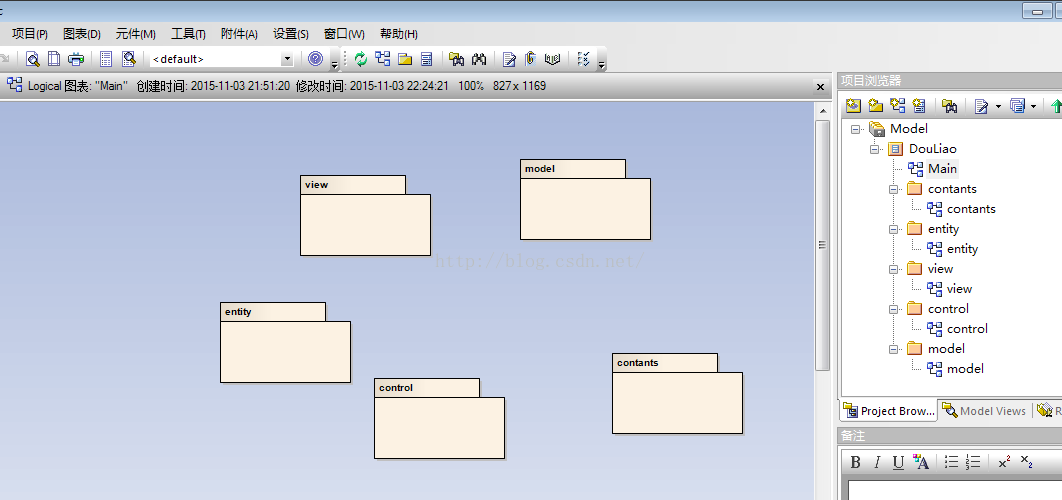 项目(P) 图表(D) 元件(M) 工具(T) 附件(A) 设置(S) 窗口(W) 帮助(H)
<default>
Logical 图表: "Main" 创建时间: 2015-11-03 21:51:20 修改时间: 2015-11-03 22:24:21 100% 827 x 1169
view
model
http://blog.csdn.net/
entity
control
contants
项目浏览器
Model
DouLiao
Main
contants
contants
entity
entity
view
view
control
control
model
model
Project Brow... Model Views R
备注
B I U A x² x₂